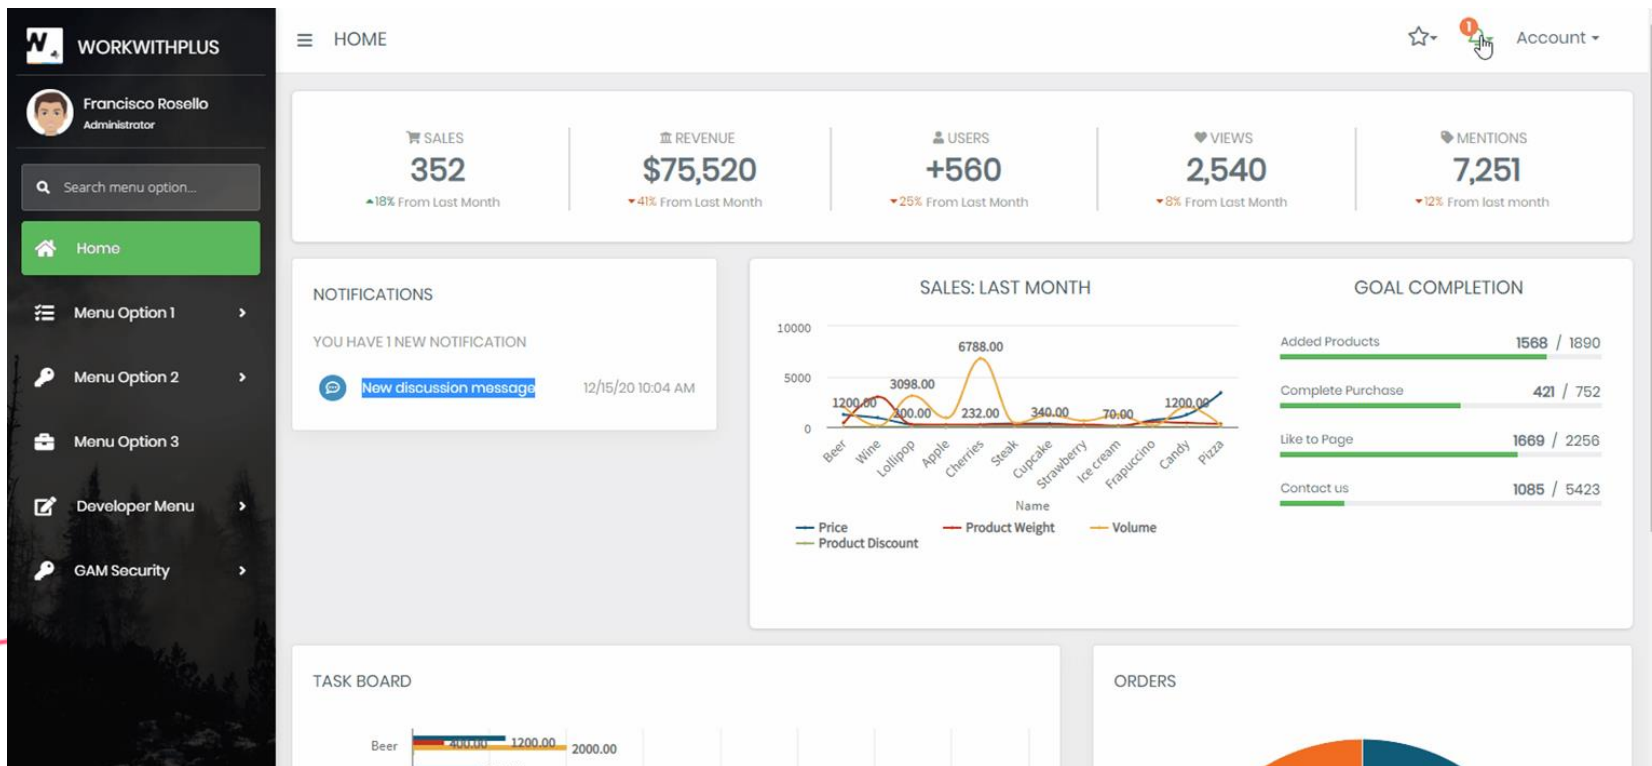 WORKWITHPLUS
HOME
1
Account
Francisco Rosello
Administrator
Search menu option...
Home
Menu Option 1
Menu Option 2
Menu Option 3
Developer Menu
GAM Security
SALES
352
18% From Last Month
REVENUE
$75,520
41% From Last Month
USERS
+560
25% From Last Month
VIEWS
2,540
8% From Last Month
MENTIONS
7,251
12% From last month
NOTIFICATIONS
YOU HAVE 1 NEW NOTIFICATION
New discussion message 12/15/20 10:04 AM
SALES: LAST MONTH
10000
5000
0
6788.00
3098.00
1200.00
200.00
232.00
340.00
70.00
1200.00
Beer
Wine
Lollipop
Apple
Cherries
Steak
Cupcake
Strawberry
Ice cream
Frapuccino
Candy
Pizza
Name
Price
Product Weight
Volume
Product Discount
GOAL COMPLETION
Added Products 1568 / 1890
Complete Purchase 421 / 752
Like to Page 1669 / 2256
Contact us 1085 / 5423
TASK BOARD
Beer
400.00
1200.00
2000.00
ORDERS